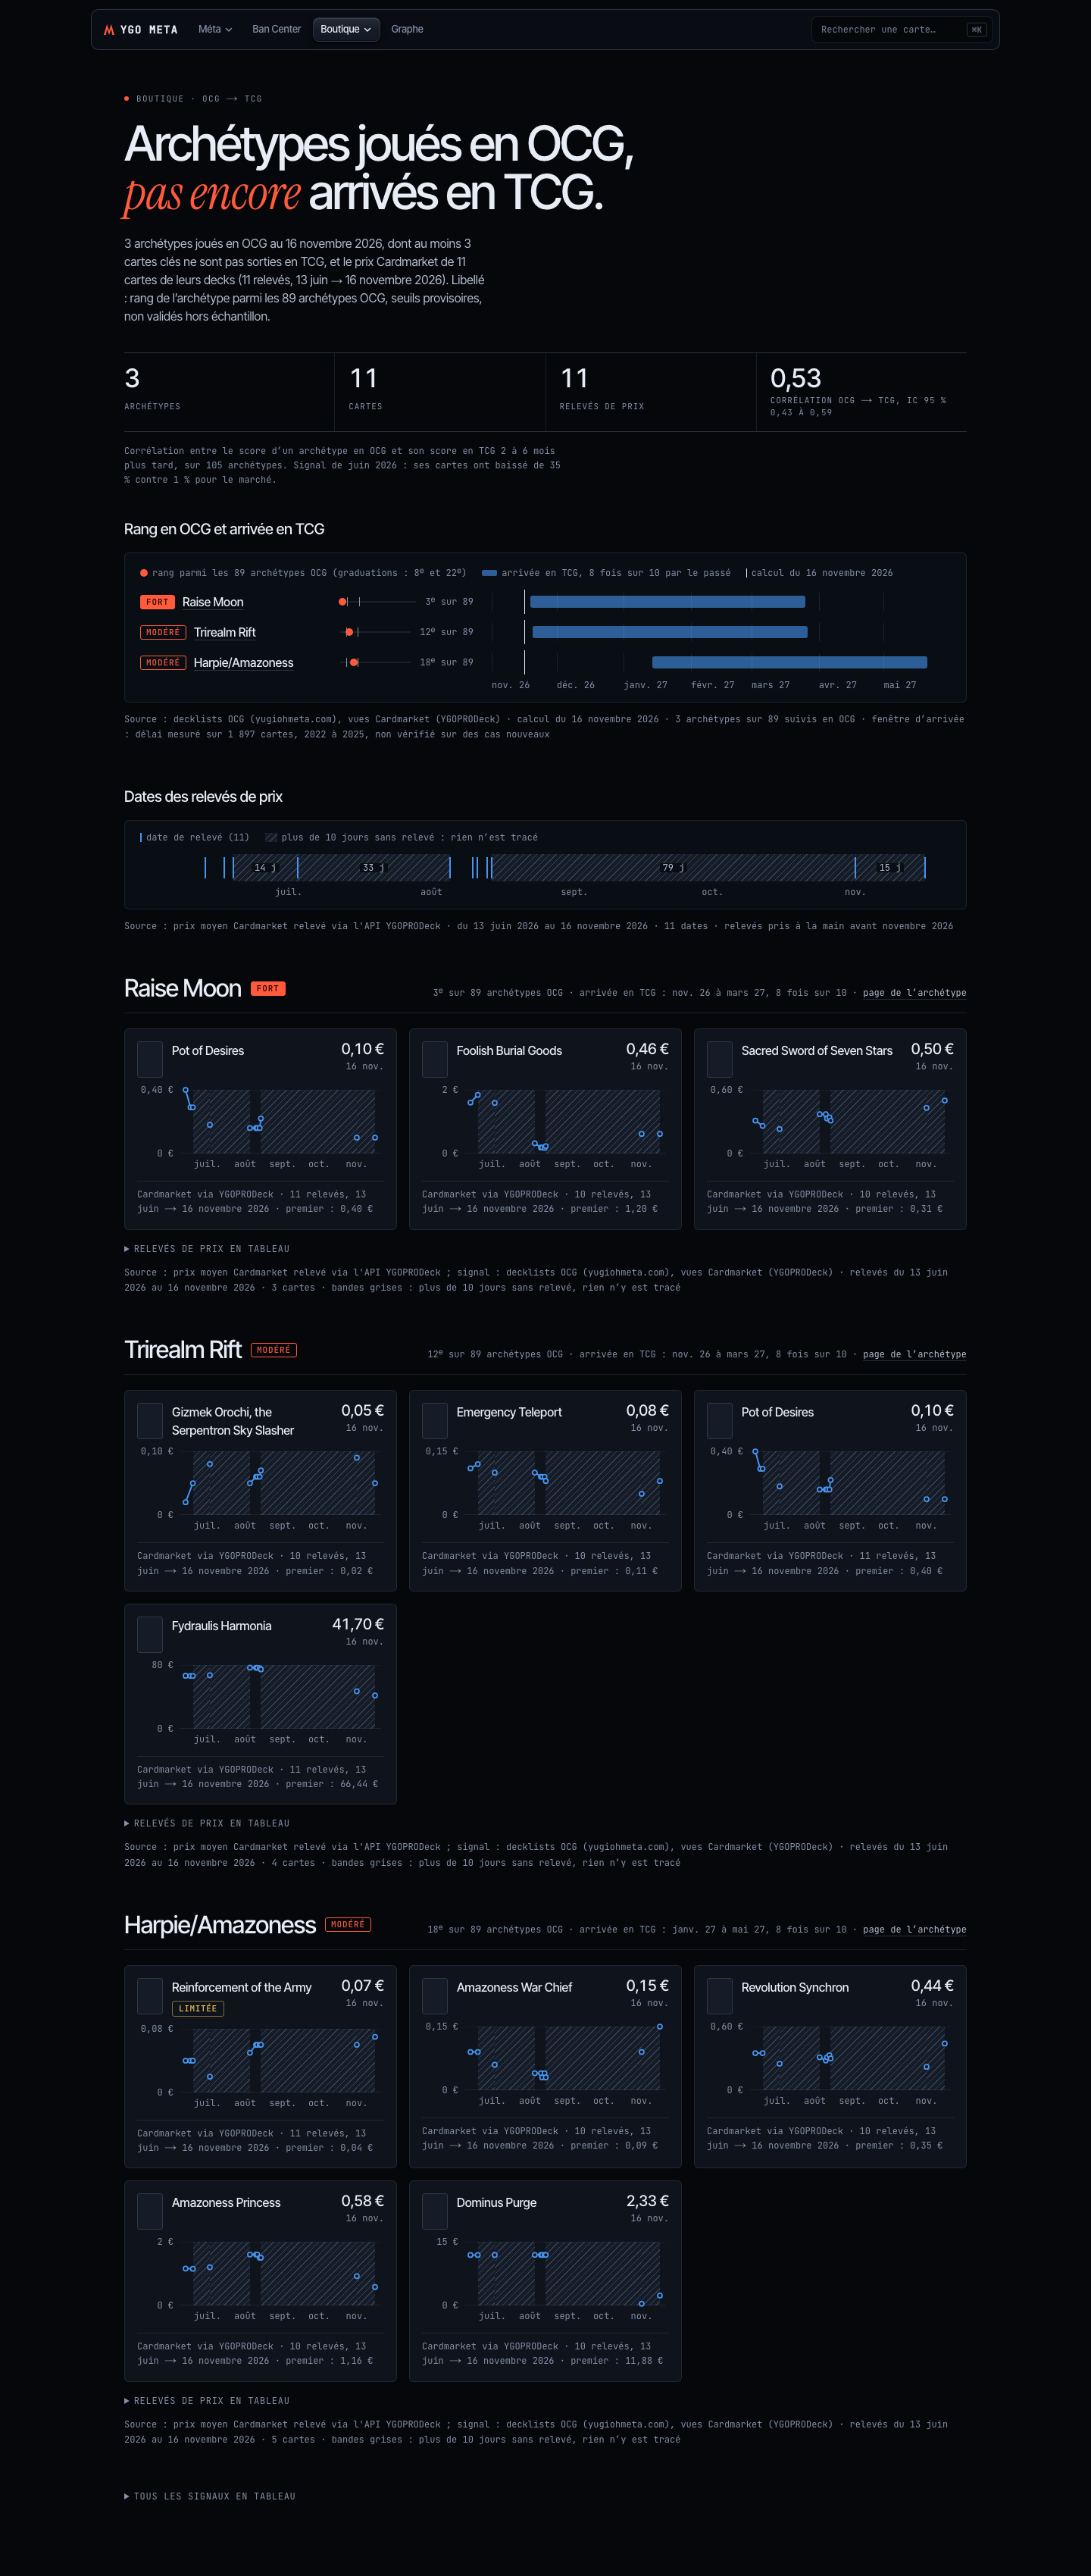 YGO META
Méta
Ban Center
Boutique
Graphe
Rechercher une carte…
⌘K
BOUTIQUE · OCG ⟶ TCG
Archétypes joués en OCG,
pas encore arrivés en TCG.
3 archétypes joués en OCG au 16 novembre 2026, dont au moins 3
cartes clés ne sont pas sorties en TCG, et le prix Cardmarket de 11
cartes de leurs decks (11 relevés, 13 juin ⟶ 16 novembre 2026). Libellé
: rang de l’archétype parmi les 89 archétypes OCG, seuils provisoires,
non validés hors échantillon.
3
ARCHÉTYPES
11
CARTES
11
RELEVÉS DE PRIX
0,53
CORRÉLATION OCG ⟶ TCG, IC 95 %
0,43 À 0,59
Corrélation entre le score d’un archétype en OCG et son score en TCG 2 à 6 mois
plus tard, sur 105 archétypes. Signal de juin 2026 : ses cartes ont baissé de 35
% contre 1 % pour le marché.
Rang en OCG et arrivée en TCG
rang parmi les 89 archétypes OCG (graduations : 8ᵉ et 22ᵉ)
arrivée en TCG, 8 fois sur 10 par le passé
calcul du 16 novembre 2026
FORT Raise Moon 3ᵉ sur 89
MODÉRÉ Trirealm Rift 12ᵉ sur 89
MODÉRÉ Harpie/Amazoness 18ᵉ sur 89
nov. 26 déc. 26 janv. 27 févr. 27 mars 27 avr. 27 mai 27
Source : decklists OCG (yugiohmeta.com), vues Cardmarket (YGOPRODeck) · calcul du 16 novembre 2026 · 3 archétypes sur 89 suivis en OCG · fenêtre d’arrivée
: délai mesuré sur 1 897 cartes, 2022 à 2025, non vérifié sur des cas nouveaux
Dates des relevés de prix
date de relevé (11)
plus de 10 jours sans relevé : rien n’est tracé
14 j 33 j 79 j 15 j
juil. août sept. oct. nov.
Source : prix moyen Cardmarket relevé via l'API YGOPRODeck · du 13 juin 2026 au 16 novembre 2026 · 11 dates · relevés pris à la main avant novembre 2026
Raise Moon FORT
3ᵉ sur 89 archétypes OCG · arrivée en TCG : nov. 26 à mars 27, 8 fois sur 10 · page de l’archétype
Pot of Desires 0,10 €
16 nov.
0,40 €
0 €
juil. août sept. oct. nov.
Cardmarket via YGOPRODeck · 11 relevés, 13
juin ⟶ 16 novembre 2026 · premier : 0,40 €
Foolish Burial Goods 0,46 €
16 nov.
2 €
0 €
juil. août sept. oct. nov.
Cardmarket via YGOPRODeck · 10 relevés, 13
juin ⟶ 16 novembre 2026 · premier : 1,20 €
Sacred Sword of Seven Stars 0,50 €
16 nov.
0,60 €
0 €
juil. août sept. oct. nov.
Cardmarket via YGOPRODeck · 10 relevés, 13
juin ⟶ 16 novembre 2026 · premier : 0,31 €
▶ RELEVÉS DE PRIX EN TABLEAU
Source : prix moyen Cardmarket relevé via l'API YGOPRODeck ; signal : decklists OCG (yugiohmeta.com), vues Cardmarket (YGOPRODeck) · relevés du 13 juin
2026 au 16 novembre 2026 · 3 cartes · bandes grises : plus de 10 jours sans relevé, rien n’y est tracé
Trirealm Rift MODÉRÉ
12ᵉ sur 89 archétypes OCG · arrivée en TCG : nov. 26 à mars 27, 8 fois sur 10 · page de l’archétype
Gizmek Orochi, the
Serpentron Sky Slasher
0,05 €
16 nov.
0,10 €
0 €
juil. août sept. oct. nov.
Cardmarket via YGOPRODeck · 10 relevés, 13
juin ⟶ 16 novembre 2026 · premier : 0,02 €
Emergency Teleport 0,08 €
16 nov.
0,15 €
0 €
juil. août sept. oct. nov.
Cardmarket via YGOPRODeck · 10 relevés, 13
juin ⟶ 16 novembre 2026 · premier : 0,11 €
Pot of Desires 0,10 €
16 nov.
0,40 €
0 €
juil. août sept. oct. nov.
Cardmarket via YGOPRODeck · 11 relevés, 13
juin ⟶ 16 novembre 2026 · premier : 0,40 €
Fydraulis Harmonia 41,70 €
16 nov.
80 €
0 €
juil. août sept. oct. nov.
Cardmarket via YGOPRODeck · 11 relevés, 13
juin ⟶ 16 novembre 2026 · premier : 66,44 €
▶ RELEVÉS DE PRIX EN TABLEAU
Source : prix moyen Cardmarket relevé via l'API YGOPRODeck ; signal : decklists OCG (yugiohmeta.com), vues Cardmarket (YGOPRODeck) · relevés du 13 juin
2026 au 16 novembre 2026 · 4 cartes · bandes grises : plus de 10 jours sans relevé, rien n’y est tracé
Harpie/Amazoness MODÉRÉ
18ᵉ sur 89 archétypes OCG · arrivée en TCG : janv. 27 à mai 27, 8 fois sur 10 · page de l’archétype
Reinforcement of the Army 0,07 €
LIMITÉE
16 nov.
0,08 €
0 €
juil. août sept. oct. nov.
Cardmarket via YGOPRODeck · 11 relevés, 13
juin ⟶ 16 novembre 2026 · premier : 0,04 €
Amazoness War Chief 0,15 €
16 nov.
0,15 €
0 €
juil. août sept. oct. nov.
Cardmarket via YGOPRODeck · 10 relevés, 13
juin ⟶ 16 novembre 2026 · premier : 0,09 €
Revolution Synchron 0,44 €
16 nov.
0,60 €
0 €
juil. août sept. oct. nov.
Cardmarket via YGOPRODeck · 10 relevés, 13
juin ⟶ 16 novembre 2026 · premier : 0,35 €
Amazoness Princess 0,58 €
16 nov.
2 €
0 €
juil. août sept. oct. nov.
Cardmarket via YGOPRODeck · 10 relevés, 13
juin ⟶ 16 novembre 2026 · premier : 1,16 €
Dominus Purge 2,33 €
16 nov.
15 €
0 €
juil. août sept. oct. nov.
Cardmarket via YGOPRODeck · 10 relevés, 13
juin ⟶ 16 novembre 2026 · premier : 11,88 €
▶ RELEVÉS DE PRIX EN TABLEAU
Source : prix moyen Cardmarket relevé via l'API YGOPRODeck ; signal : decklists OCG (yugiohmeta.com), vues Cardmarket (YGOPRODeck) · relevés du 13 juin
2026 au 16 novembre 2026 · 5 cartes · bandes grises : plus de 10 jours sans relevé, rien n’y est tracé
▶ TOUS LES SIGNAUX EN TABLEAU